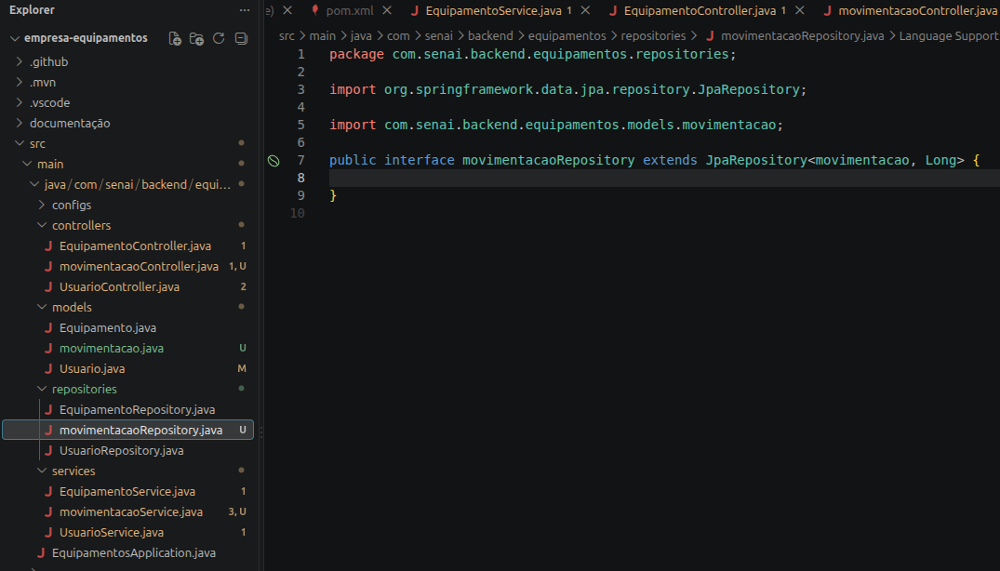 Explorer
empresa-equipamentos
.github
.mvn
.vscode
documentação
src
main
java/com/senai/backend/equi...
configs
controllers
EquipamentoController.java 1
movimentacaoController.java 1, U
UsuarioController.java 2
models
Equipamento.java
movimentacao.java U
Usuario.java M
repositories
EquipamentoRepository.java
movimentacaoRepository.java U
UsuarioRepository.java
services
EquipamentoService.java 1
movimentacaoService.java 3, U
UsuarioService.java 1
EquipamentosApplication.java
e) pom.xml EquipamentoService.java 1 EquipamentoController.java 1 movimentacaoController.java
src > main > java > com > senai > backend > equipamentos > repositories > movimentacaoRepository.java > Language Support
1 package com.senai.backend.equipamentos.repositories;
2
3 import org.springframework.data.jpa.repository.JpaRepository;
4
5 import com.senai.backend.equipamentos.models.movimentacao;
6
7 public interface movimentacaoRepository extends JpaRepository<movimentacao, Long> {
8
9 }
10